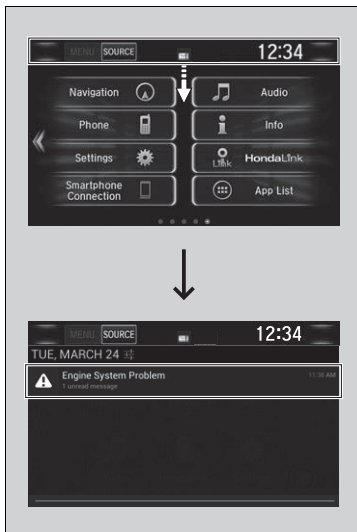 MENU SOURCE 12:34
Navigation Audio
Phone Info
Settings Link HondaLink
Smartphone
Connection App List
MENU SOURCE 12:34
TUE, MARCH 24
Engine System Problem 11:30 AM
1 unread message